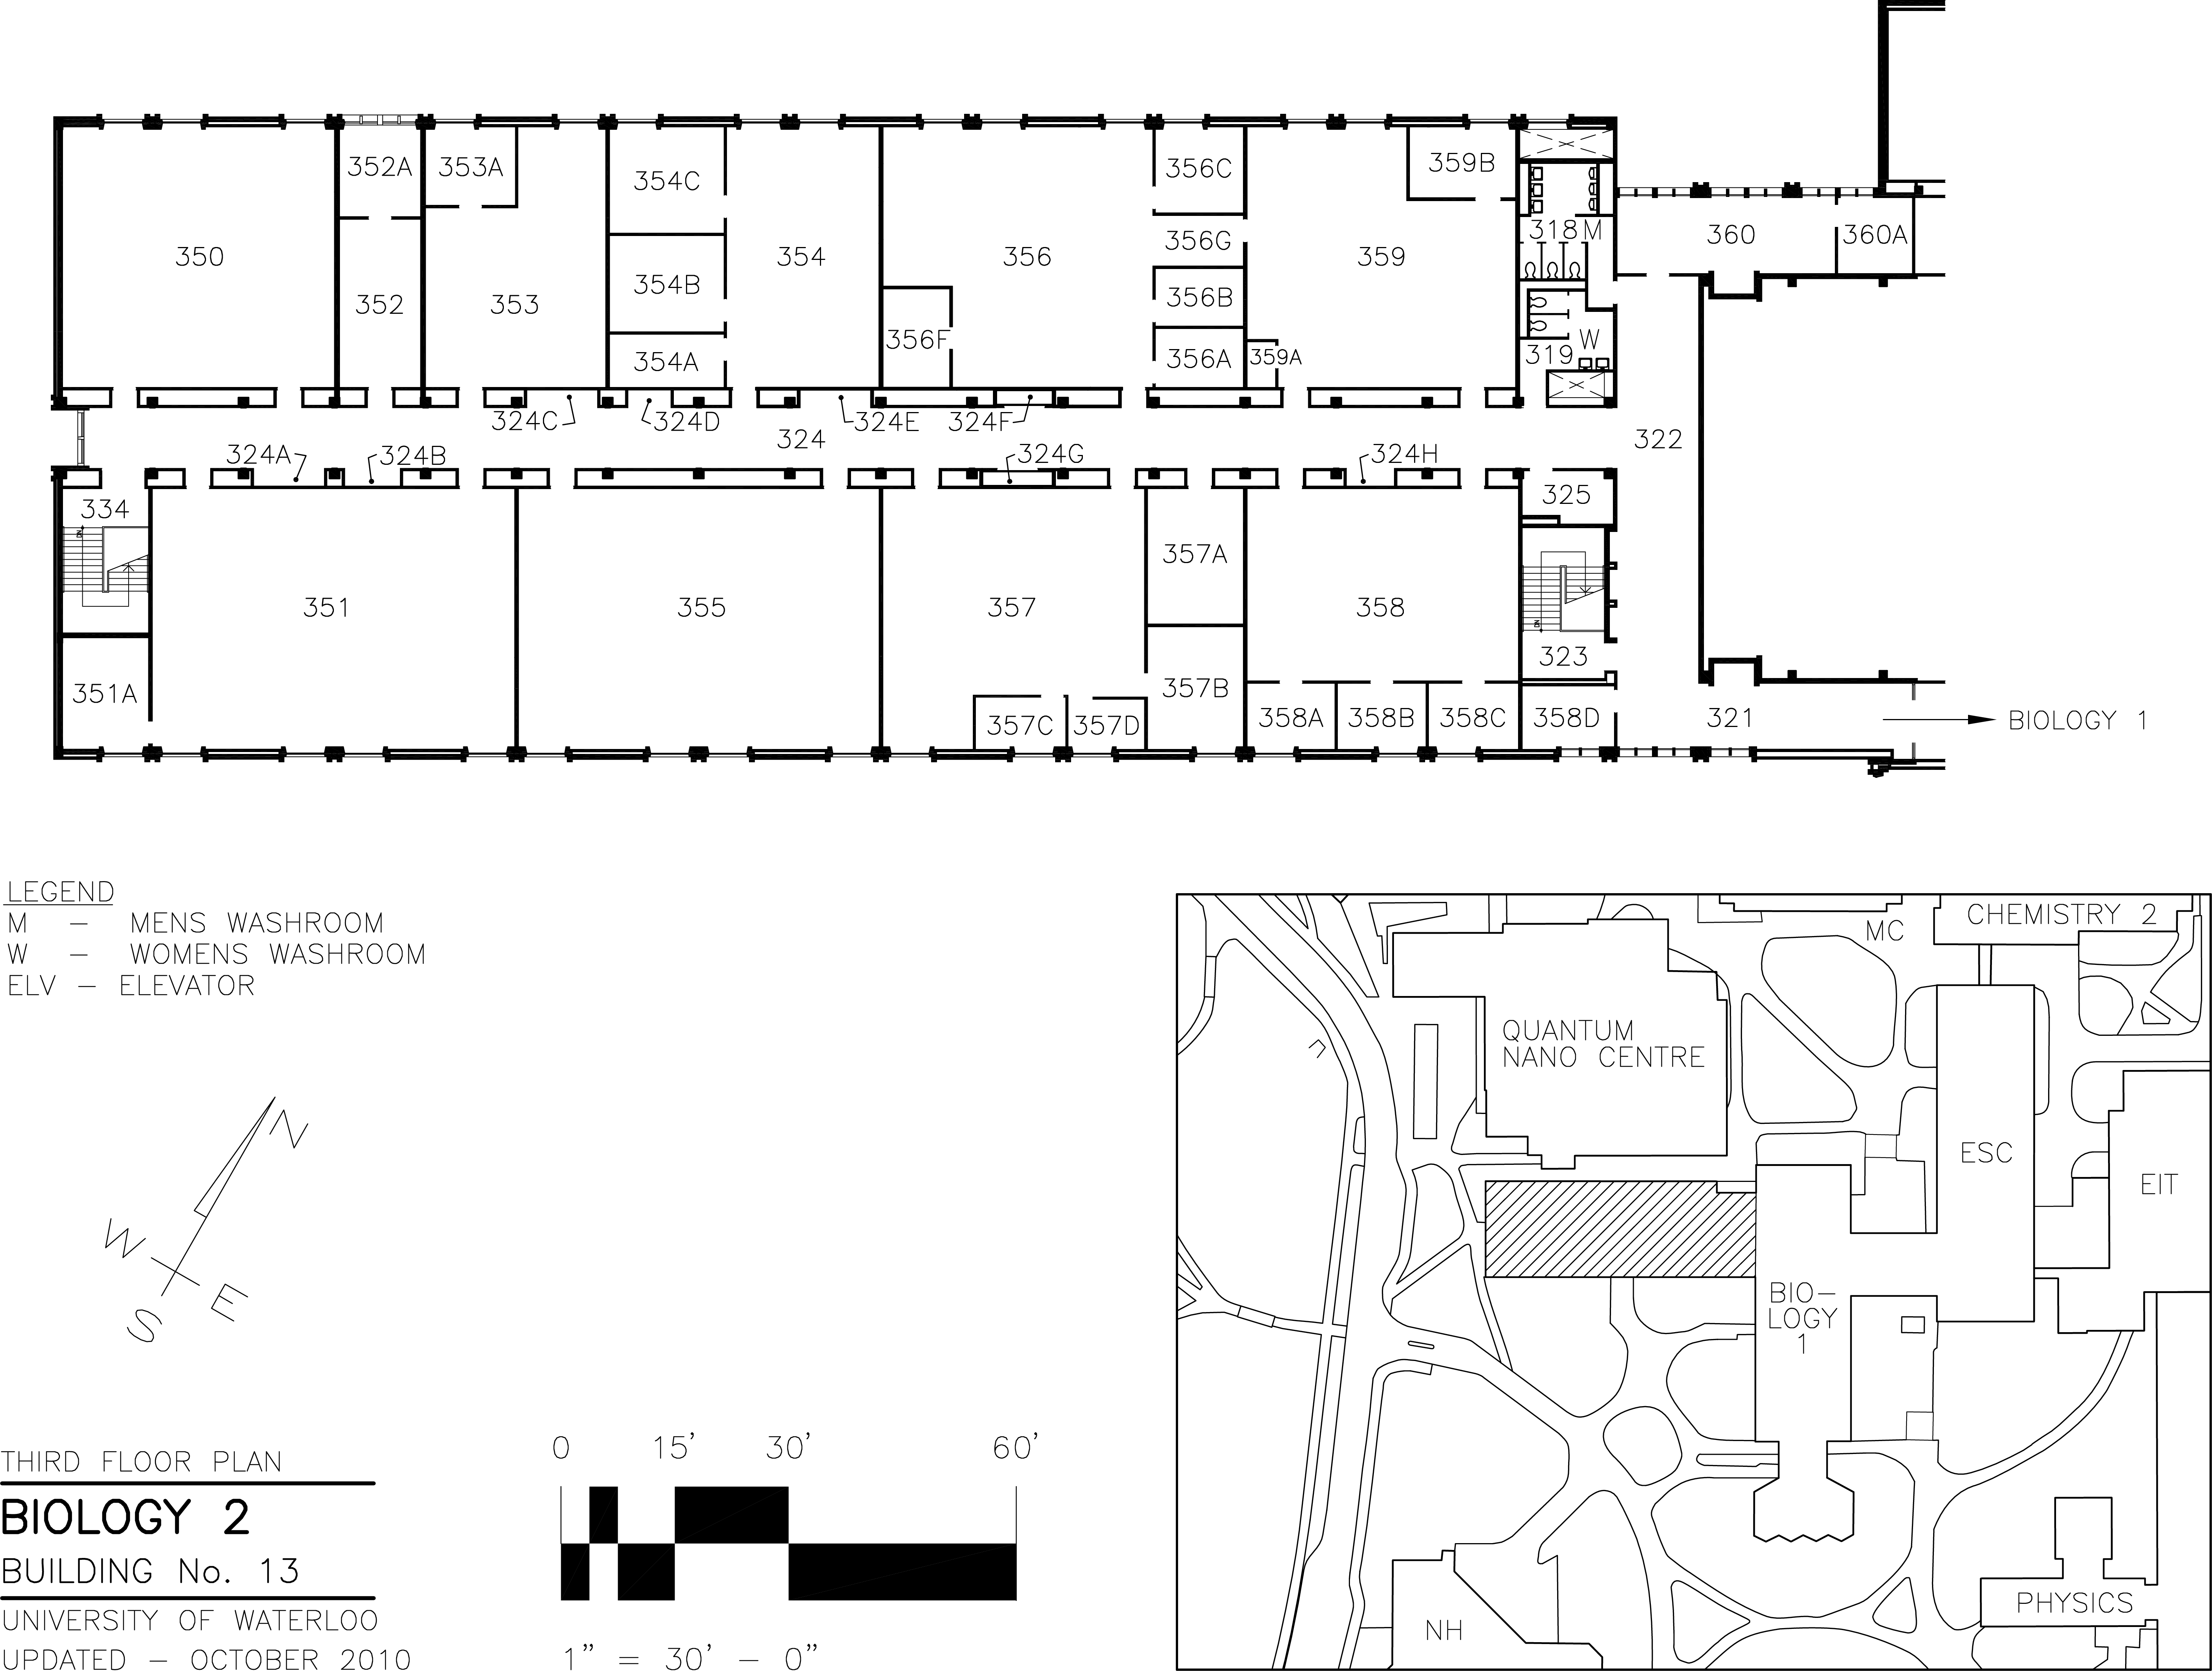 352A
353A
354C
356C
359B
318M
350
354
356
356G
359
360
360A
352
353
354B
356B
356F
W
354A
356A
359A
319
324C
324D
324
324E
324F
322
324A
324B
324G
324H
334
325
357A
351
355
357
358
323
351A
357B
357C
357D
358A
358B
358C
358D
321
BIOLOGY 1
DN
DN
LEGEND
M – MENS WASHROOM
W – WOMENS WASHROOM
ELV – ELEVATOR
N
W
E
S
THIRD FLOOR PLAN
BIOLOGY 2
BUILDING No. 13
UNIVERSITY OF WATERLOO
UPDATED – OCTOBER 2010
0 15' 30' 60'
1" = 30' – 0"
MC
CHEMISTRY 2
QUANTUM
NANO CENTRE
ESC
EIT
BIO–
LOGY
1
PHYSICS
NH